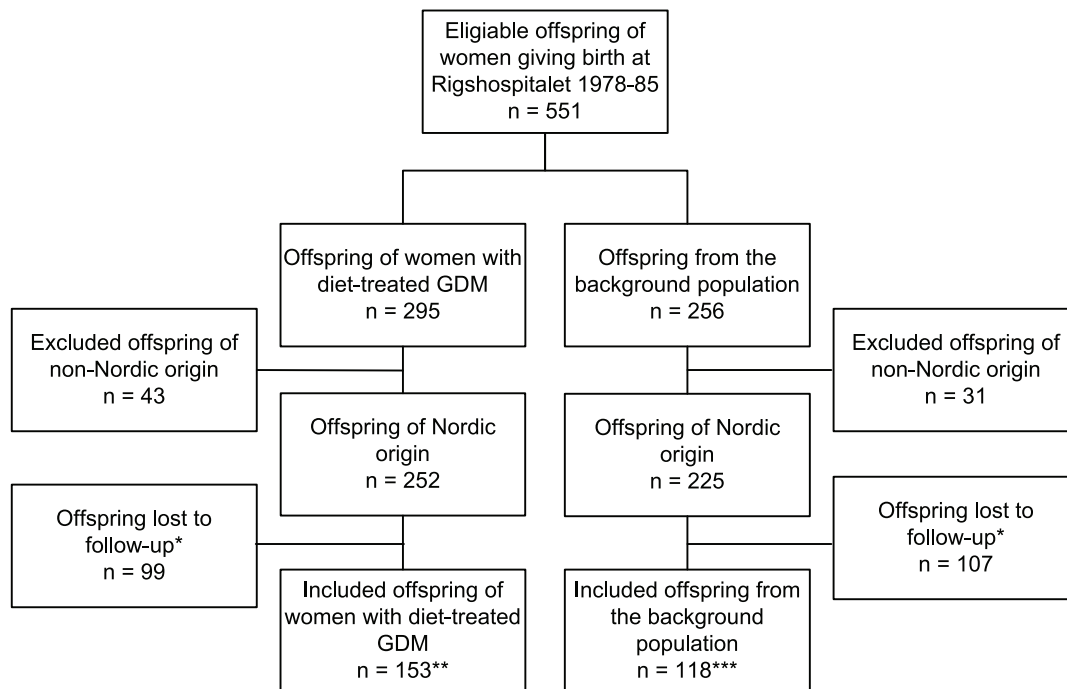 Eligiable offspring of
women giving birth at
Rigshospitalet 1978-85
n = 551
Offspring of women with
diet-treated GDM
n = 295
Offspring from the
background population
n = 256
Excluded offspring of
non-Nordic origin
n = 43
Excluded offspring of
non-Nordic origin
n = 31
Offspring of Nordic
origin
n = 252
Offspring of Nordic
origin
n = 225
Offspring lost to
follow-up*
n = 99
Offspring lost to
follow-up*
n = 107
Included offspring of
women with diet-treated
GDM
n = 153**
Included offspring from
the background
population
n = 118***